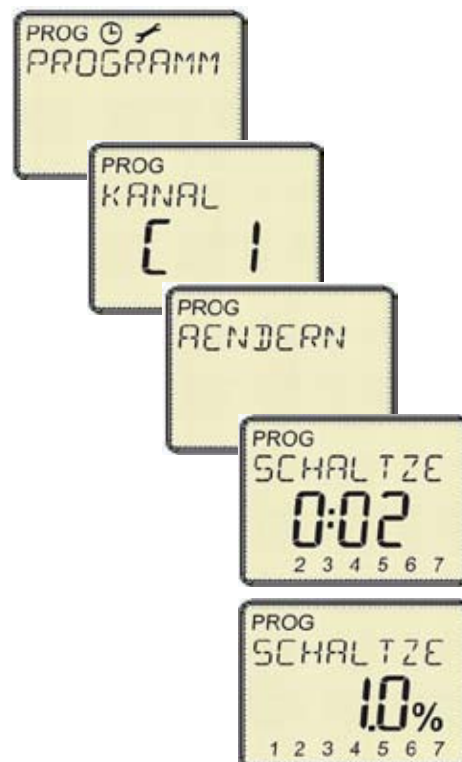 PROG
PROGRAMM
PROG
KANAL
C 1
PROG
AENDERN
PROG
SCHALTZE
0:02
2 3 4 5 6 7
PROG
SCHALTZE
1.0%
1 2 3 4 5 6 7